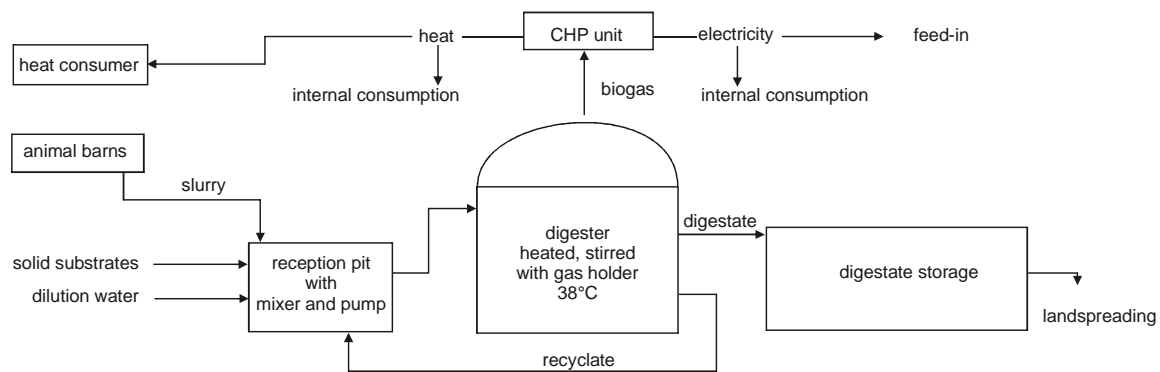 heat
CHP unit
electricity
feed-in
heat consumer
internal consumption
biogas
internal consumption
animal barns
slurry
digestate
solid substrates
dilution water
reception pit
with
mixer and pump
digester
heated, stirred
with gas holder
38°C
digestate storage
landspreading
recyclate